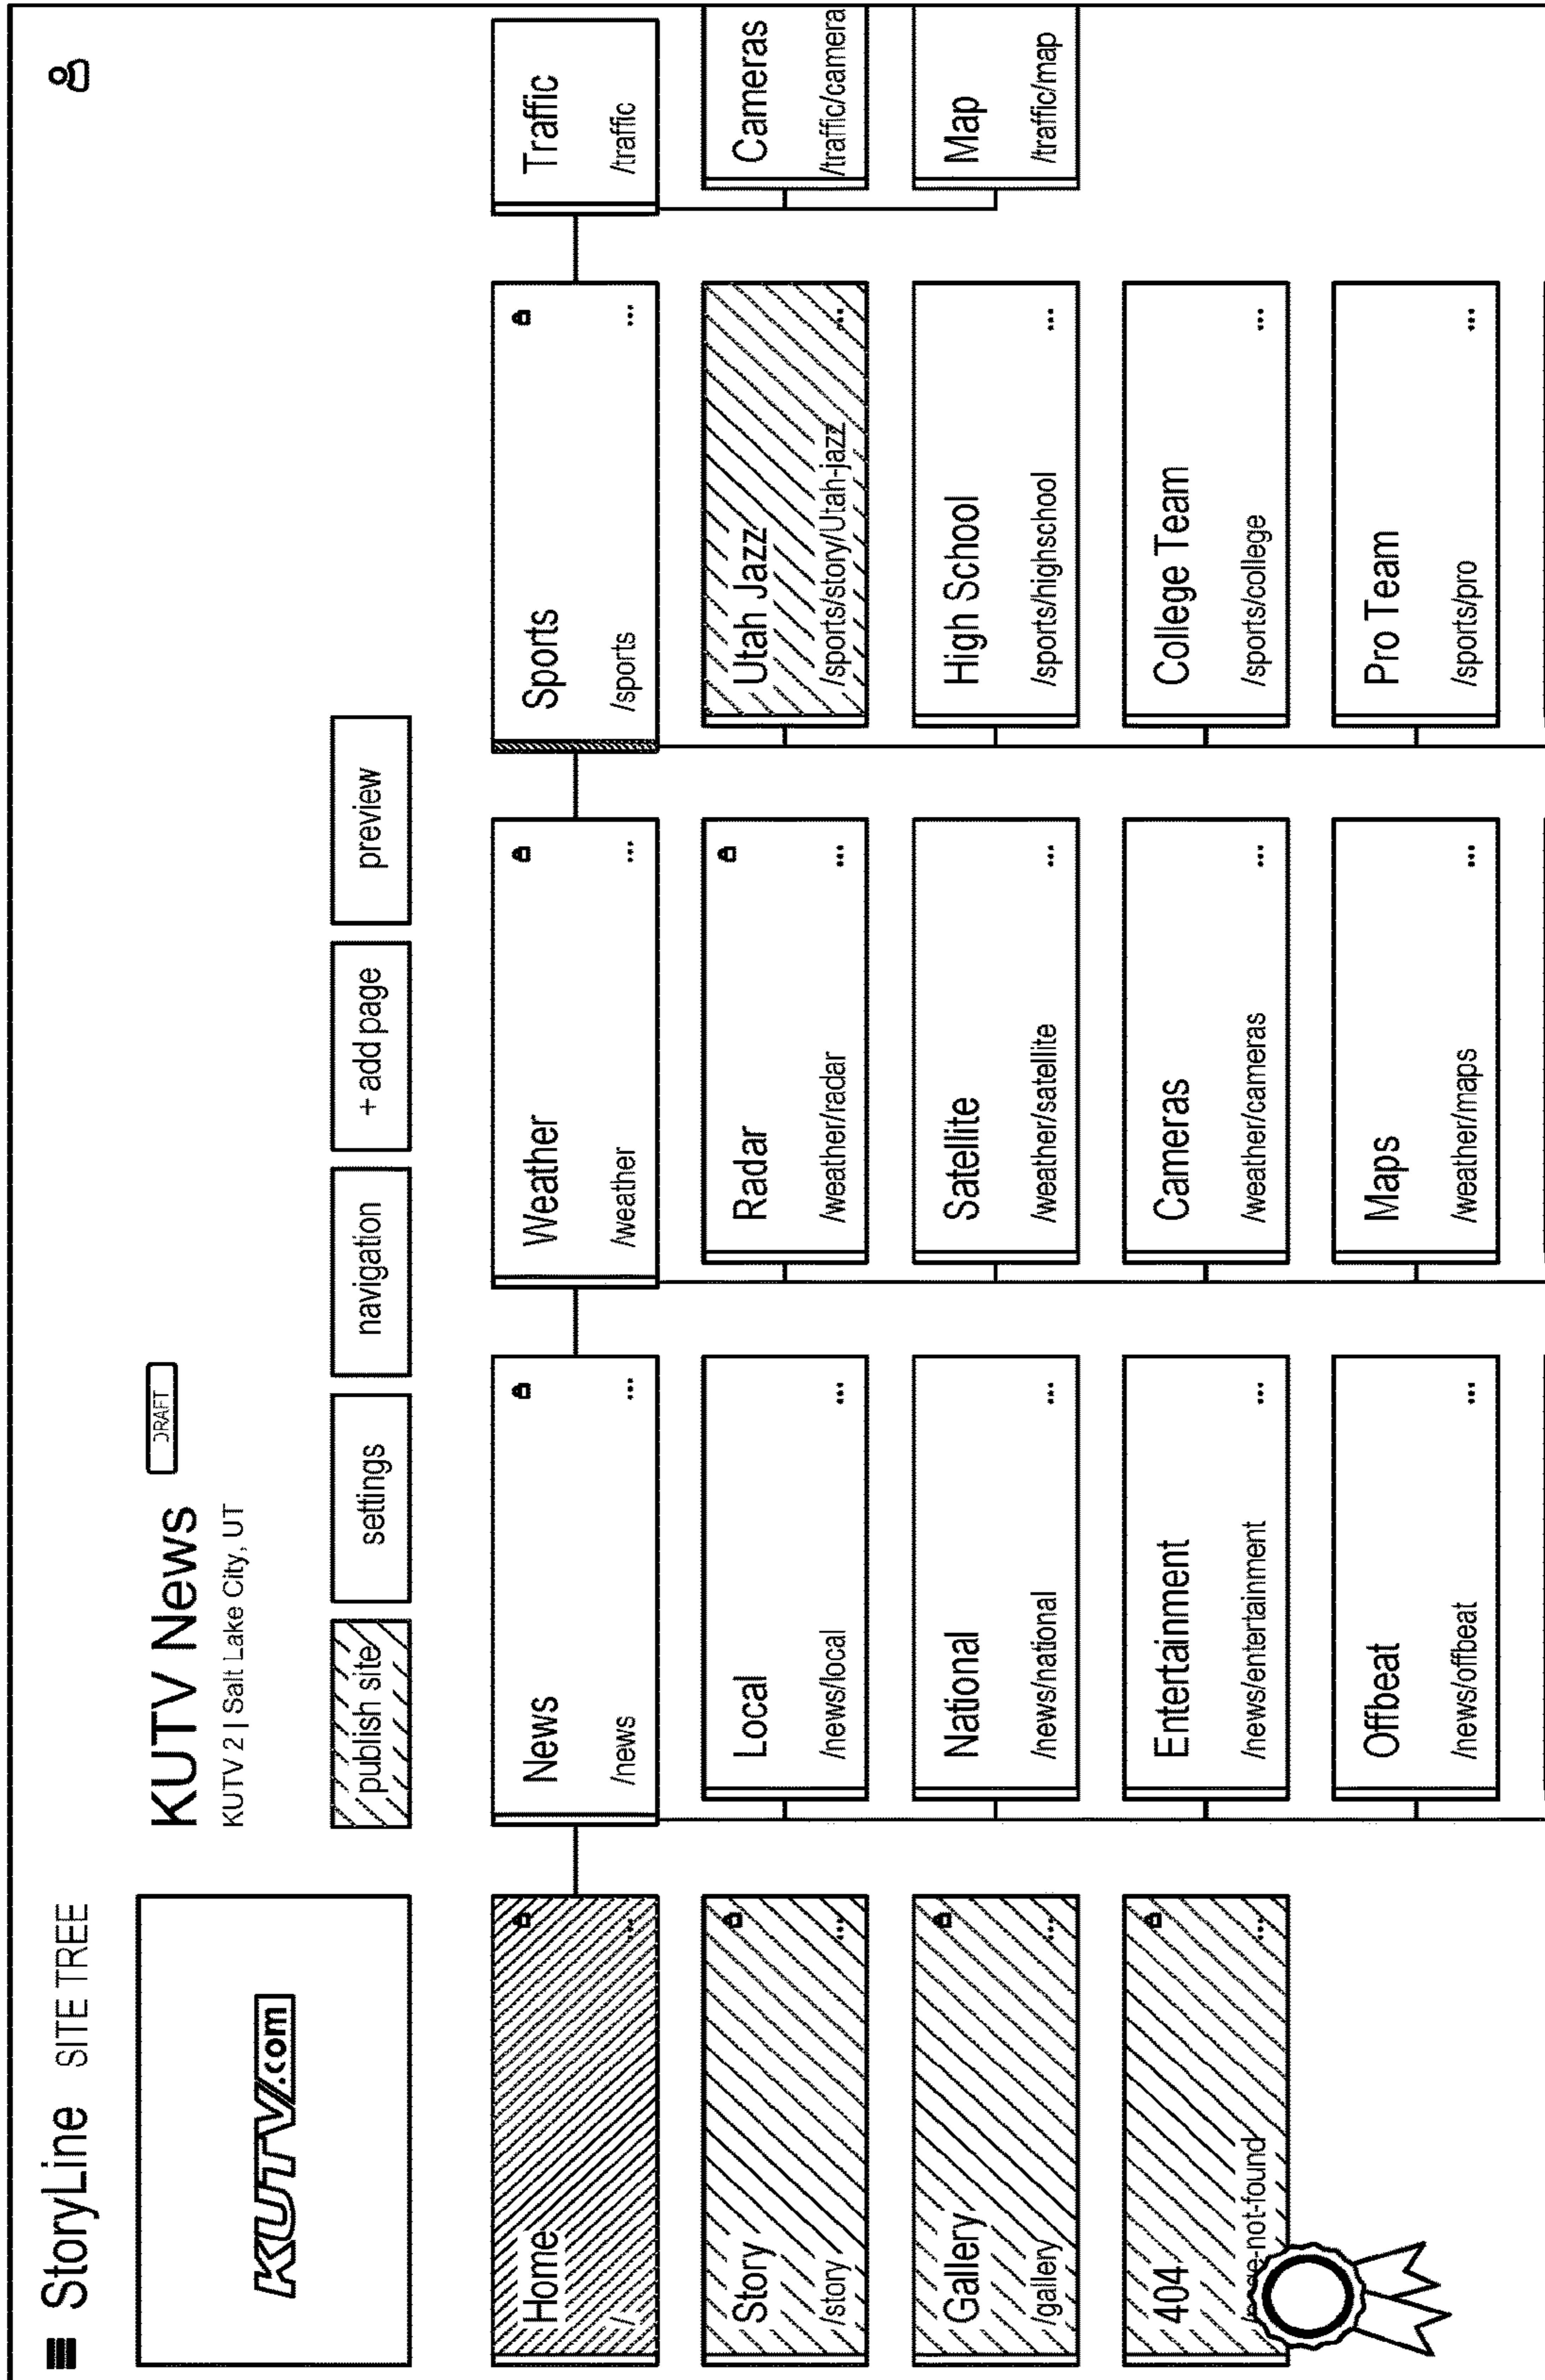 StoryLine SITE TREE
KUTV.com
KUTV News
KUTV 2 | Salt Lake City, UT
publish site
settings
navigation
+ add page
preview
Home
/
Story
/story
Gallery
/gallery
404
-not-found
News
/news
Local
/news/local
National
/news/national
Entertainment
/news/entertainment
Offbeat
/news/offbeat
Weather
/weather
Radar
/weather/radar
Satellite
/weather/satellite
Cameras
/weather/cameras
Maps
/weather/maps
Sports
/sports
Utah Jazz
/sports/story/Utah-jazz
High School
/sports/highschool
College Team
/sports/college
Pro Team
/sports/pro
Traffic
/traffic
Cameras
/traffic/camera
Map
/traffic/map